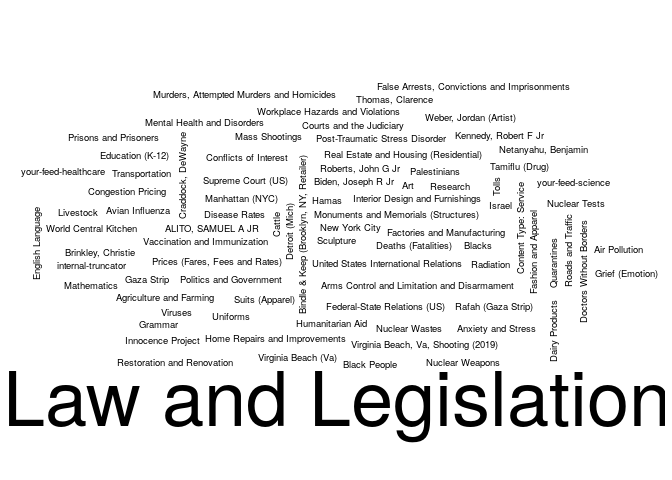 False Arrests, Convictions and Imprisonments
Murders, Attempted Murders and Homicides
Thomas, Clarence
Workplace Hazards and Violations
Weber, Jordan (Artist)
Mental Health and Disorders
Courts and the Judiciary
Prisons and Prisoners
Craddock, DeWayne
Mass Shootings
Post-Traumatic Stress Disorder
Kennedy, Robert F Jr
Netanyahu, Benjamin
Education (K-12)
Conflicts of Interest
Real Estate and Housing (Residential)
your-feed-healthcare
Transportation
Roberts, John G Jr
Palestinians
Tamiflu (Drug)
Supreme Court (US)
Biden, Joseph R Jr
Art
Research
Tolls
your-feed-science
Congestion Pricing
Manhattan (NYC)
Hamas
Interior Design and Furnishings
Israel
Content Type: Service
Nuclear Tests
English Language
Livestock
Avian Influenza
Disease Rates
Cattle
Detroit (Mich)
Bindle & Keep (Brooklyn, NY, Retailer)
Monuments and Memorials (Structures)
Fashion and Apparel
Quarantines
Roads and Traffic
Doctors Without Borders
World Central Kitchen
ALITO, SAMUEL A JR
New York City
Factories and Manufacturing
Vaccination and Immunization
Sculpture
Deaths (Fatalities)
Blacks
Air Pollution
Brinkley, Christie
internal-truncator
Prices (Fares, Fees and Rates)
United States International Relations
Radiation
Grief (Emotion)
Mathematics
Gaza Strip
Politics and Government
Arms Control and Limitation and Disarmament
Agriculture and Farming
Suits (Apparel)
Federal-State Relations (US)
Rafah (Gaza Strip)
Dairy Products
Viruses
Uniforms
Grammar
Humanitarian Aid
Nuclear Wastes
Anxiety and Stress
Innocence Project
Home Repairs and Improvements
Virginia Beach, Va, Shooting (2019)
Restoration and Renovation
Virginia Beach (Va)
Black People
Nuclear Weapons
Law and Legislation